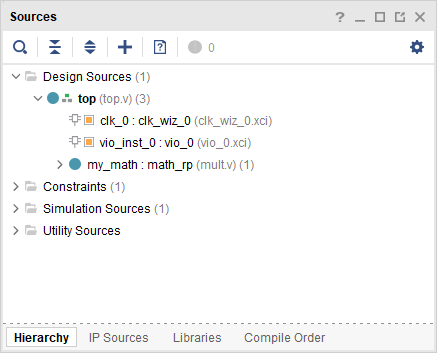 Sources
0
Design Sources (1)
top (top.v) (3)
clk_0 : clk_wiz_0 (clk_wiz_0.xci)
vio_inst_0 : vio_0 (vio_0.xci)
my_math : math_rp (mult.v) (1)
Constraints (1)
Simulation Sources (1)
Utility Sources
Hierarchy IP Sources Libraries Compile Order